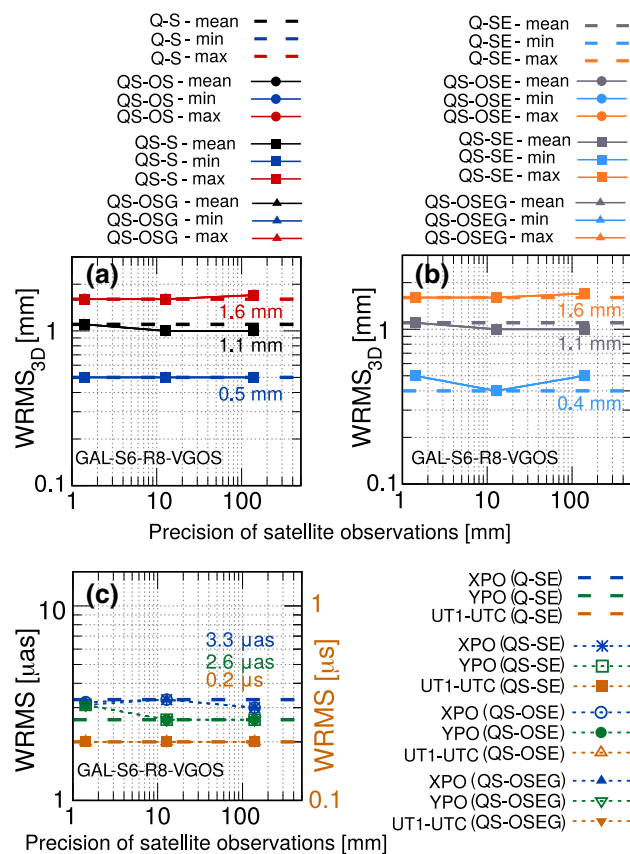 Q-S - mean
Q-S - min
Q-S - max
QS-OS - mean
QS-OS - min
QS-OS - max
QS-S - mean
QS-S - min
QS-S - max
QS-OSG - mean
QS-OSG - min
QS-OSG - max
Q-SE - mean
Q-SE - min
Q-SE - max
QS-OSE - mean
QS-OSE - min
QS-OSE - max
QS-SE - mean
QS-SE - min
QS-SE - max
QS-OSEG - mean
QS-OSEG - min
QS-OSEG - max
(a)
WRMS3D [mm]
1
0.1
1.6 mm
1.1 mm
0.5 mm
GAL-S6-R8-VGOS
1 10 100
(b)
WRMS3D [mm]
1
0.1
1.6 mm
1.1 mm
0.4 mm
GAL-S6-R8-VGOS
1 10 100
Precision of satellite observations [mm]
(c)
WRMS [µas]
10
1
3.3 µas
2.6 µas
0.2 µs
GAL-S6-R8-VGOS
1
0.1
WRMS [µs]
1 10 100
Precision of satellite observations [mm]
XPO (Q-SE)
YPO (Q-SE)
UT1-UTC (Q-SE)
XPO (QS-SE)
YPO (QS-SE)
UT1-UTC (QS-SE)
XPO (QS-OSE)
YPO (QS-OSE)
UT1-UTC (QS-OSE)
XPO (QS-OSEG)
YPO (QS-OSEG)
UT1-UTC (QS-OSEG)